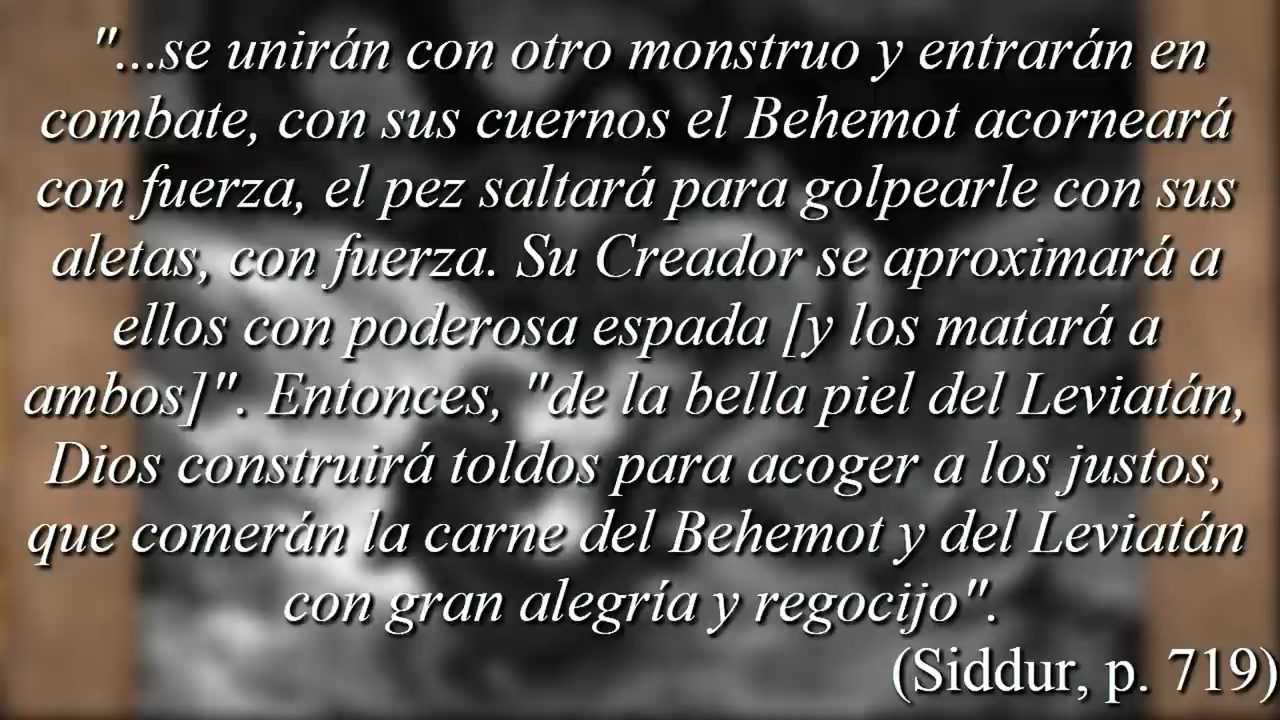 "...se unirán con otro monstruo y entrarán en
combate, con sus cuernos el Behemot acorneará
con fuerza, el pez saltará para golpearle con sus
aletas, con fuerza. Su Creador se aproximará a
ellos con poderosa espada [y los matará a
ambos]". Entonces, "de la bella piel del Leviatán,
Dios construirá toldos para acoger a los justos,
que comerán la carne del Behemot y del Leviatán
con gran alegría y regocijo".
(Siddur, p. 719)